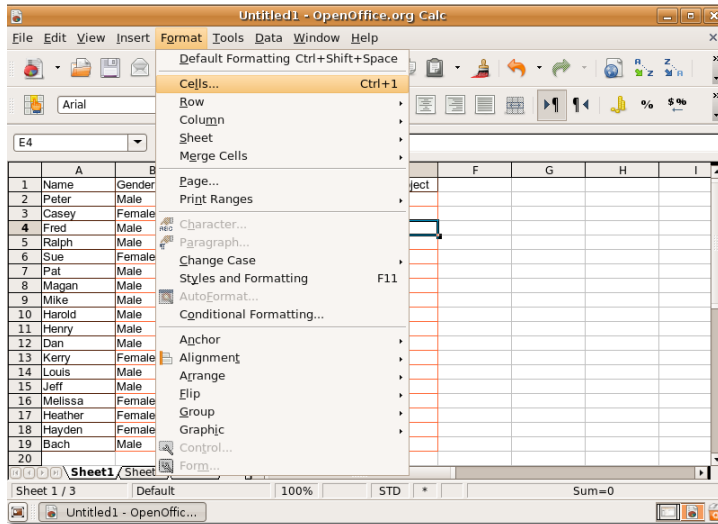 Untitled1 - OpenOffice.org Calc
File Edit View Insert Format Tools Data Window Help
Default Formatting Ctrl+Shift+Space
Cells... Ctrl+1
Row
Column
Sheet
Merge Cells
Page...
Print Ranges
Character...
Paragraph...
Change Case
Styles and Formatting F11
AutoFormat...
Conditional Formatting...
Anchor
Alignment
Arrange
Flip
Group
Graphic
Control...
Form...
Arial
E4
A B F G H I
1 Name Gender ject
2 Peter Male
3 Casey Female
4 Fred Male
5 Ralph Male
6 Sue Female
7 Pat Male
8 Magan Male
9 Mike Male
10 Harold Male
11 Henry Male
12 Dan Male
13 Kerry Female
14 Louis Male
15 Jeff Male
16 Melissa Female
17 Heather Female
18 Hayden Female
19 Bach Male
20
Sheet1 Sheet
Sheet 1 / 3 Default 100% STD * Sum=0
Untitled1 - OpenOffic...